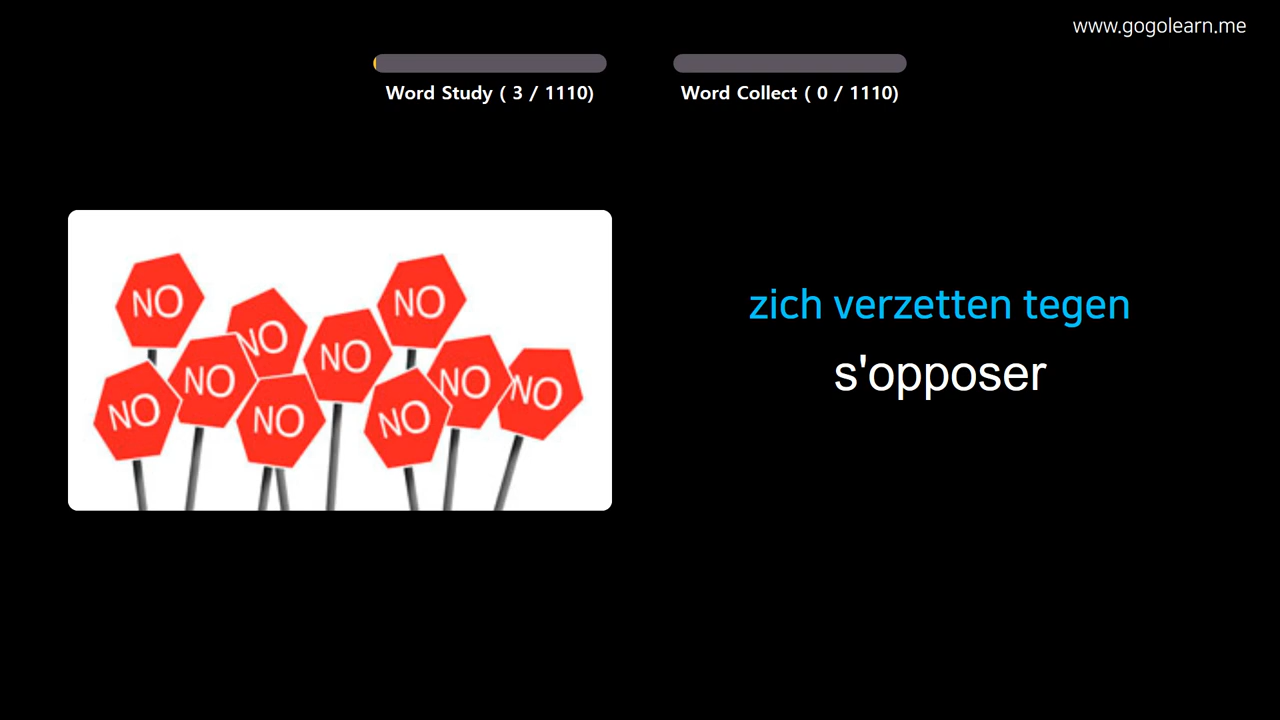 www.gogolearn.me
Word Study ( 3 / 1110)
Word Collect ( 0 / 1110)
NO
NO
NO
NO
NO
NO
NO
NO
NO
NO
zich verzetten tegen
s'opposer